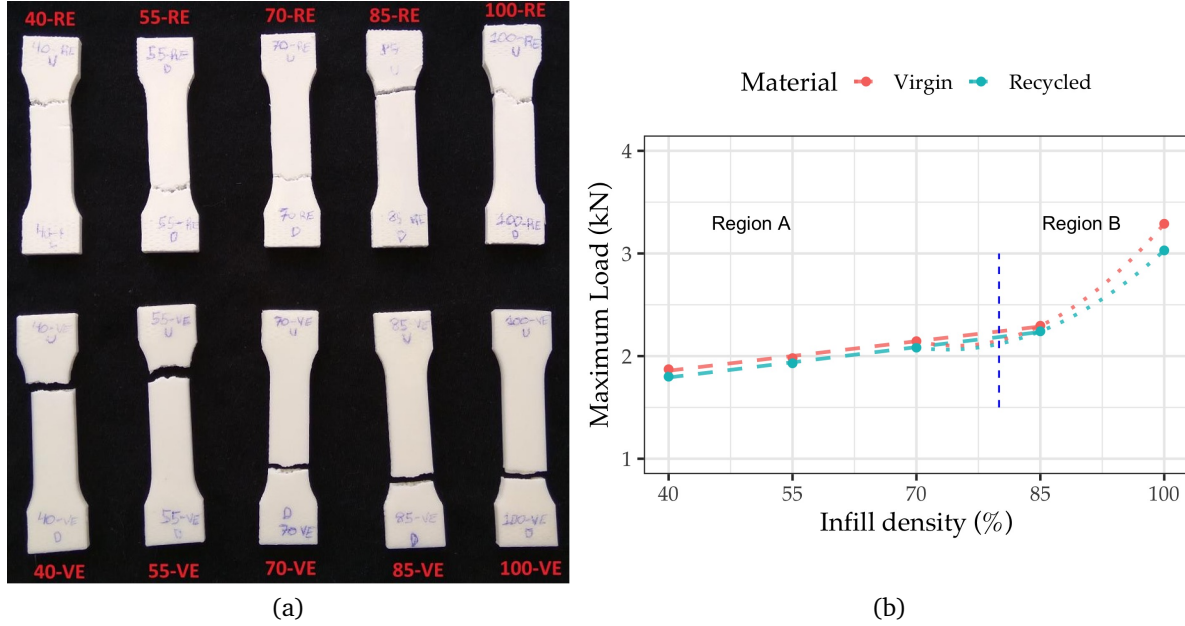 40-RE 55-RE 70-RE 85-RE 100-RE
40-RE 55-RE 70-RE 85 100-RE
U D U U U
55-RE 70 RE 85 RE 100-RE
D D D D
40-VE 55-VE 70-VE 85-VE 100-VE
U U U U U
40-VE 55-VE D 85-VE 100-VE
D D 70 VE D D
40-VE 55-VE 70-VE 85-VE 100-VE
(a)
Material Virgin Recycled
Maximum Load (kN)
4
3
2
1
Region A Region B
40 55 70 85 100
Infill density (%)
(b)